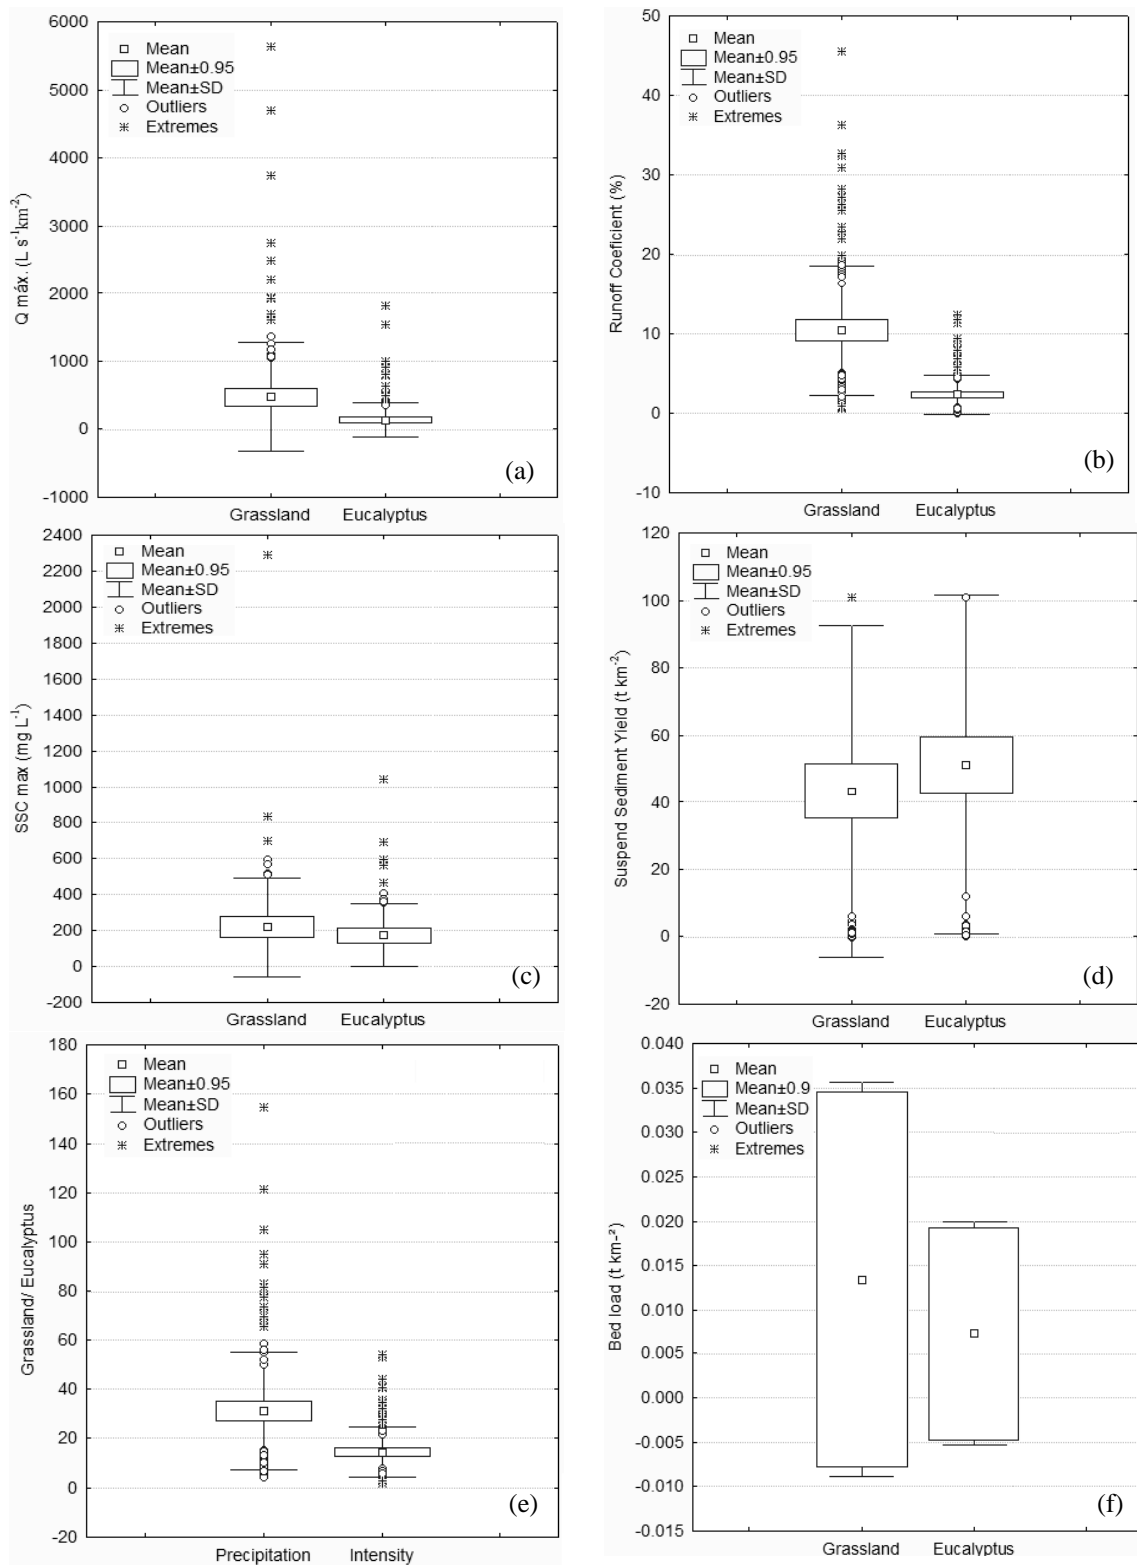 6000
5000
4000
3000
2000
1000
0
-1000
Q máx. (L s⁻¹km⁻²)
Mean
Mean±0.95
Mean±SD
Outliers
Extremes
(a)
Grassland Eucalyptus
50%
40
30
20
10
0
-10
Runoff Coeficient (%)
Mean
Mean±0.95
Mean±SD
Outliers
Extremes
(b)
Grassland Eucalyptus
2400
2200
2000
1800
1600
1400
1200
1000
800
600
400
200
0
-200
SSC max (mg L⁻¹)
Mean
Mean±0.95
Mean±SD
Outliers
Extremes
(c)
Grassland Eucalyptus
120
100
80
60
40
20
0
-20
Suspend Sediment Yield (t km⁻²)
Mean
Mean±0.95
Mean±SD
Outliers
Extremes
(d)
Grassland Eucalyptus
180
160
140
120
100
80
60
40
20
0
-20
Grassland/ Eucalyptus
Mean
Mean±0.95
Mean±SD
Outliers
Extremes
(e)
Precipitation Intensity
0.040
0.035
0.030
0.025
0.020
0.015
0.010
0.005
0.000
-0.005
-0.010
-0.015
Bed load (t km-²)
Mean
Mean±0.9
Mean±SD
Outliers
Extremes
(f)
Grassland Eucalyptus